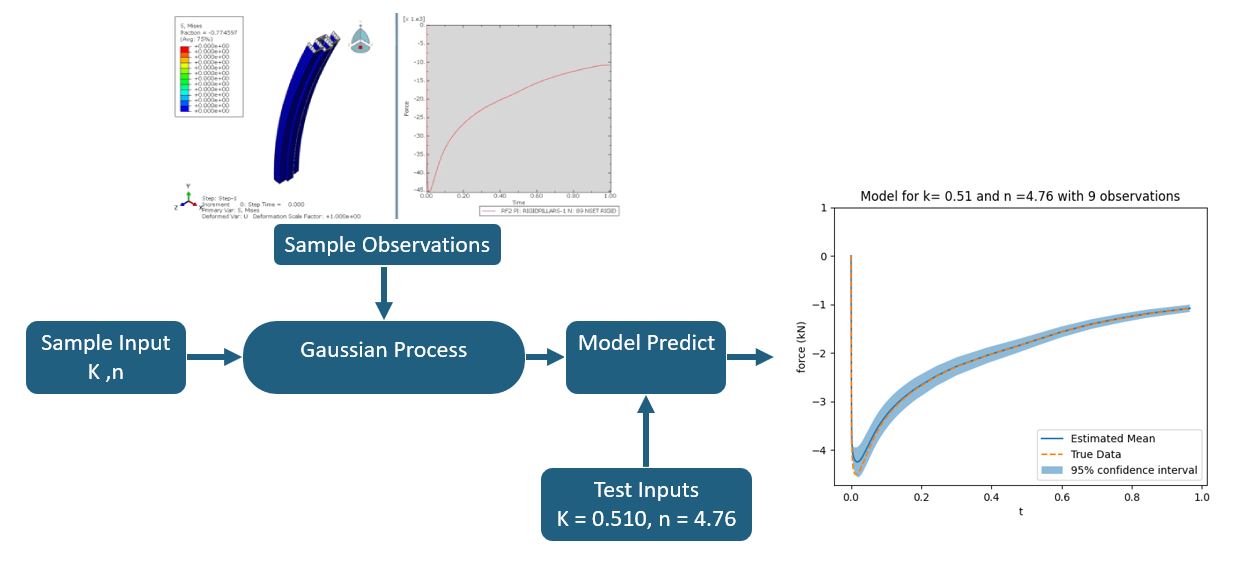 S, Mises
Fraction = -0.774597
(Avg: 75%)
+0.000e+00
+0.000e+00
+0.000e+00
+0.000e+00
+0.000e+00
+0.000e+00
+0.000e+00
+0.000e+00
+0.000e+00
+0.000e+00
+0.000e+00
+0.000e+00
+0.000e+00
Y
Z
X
Step: Step-1
Increment 0: Step Time = 0.000
Primary Var: S, Mises
Deformed Var: U Deformation Scale Factor: +1.000e+00
[x 1.e3]
0.
-5.
-10.
-15.
-20.
-25.
-30.
-35.
-40.
-45.
Force
0.00 0.20 0.40 0.60 0.80 1.00
Time
RF2 PI: RIGIDPILLARS-1 N: 89 NSET RIGID
Sample Observations
Sample Input
K ,n
Gaussian Process
Model Predict
Test Inputs
K = 0.510, n = 4.76
Model for k= 0.51 and n =4.76 with 9 observations
1
0
−1
−2
−3
−4
force (kN)
0.0 0.2 0.4 0.6 0.8 1.0
t
Estimated Mean
True Data
95% confidence interval